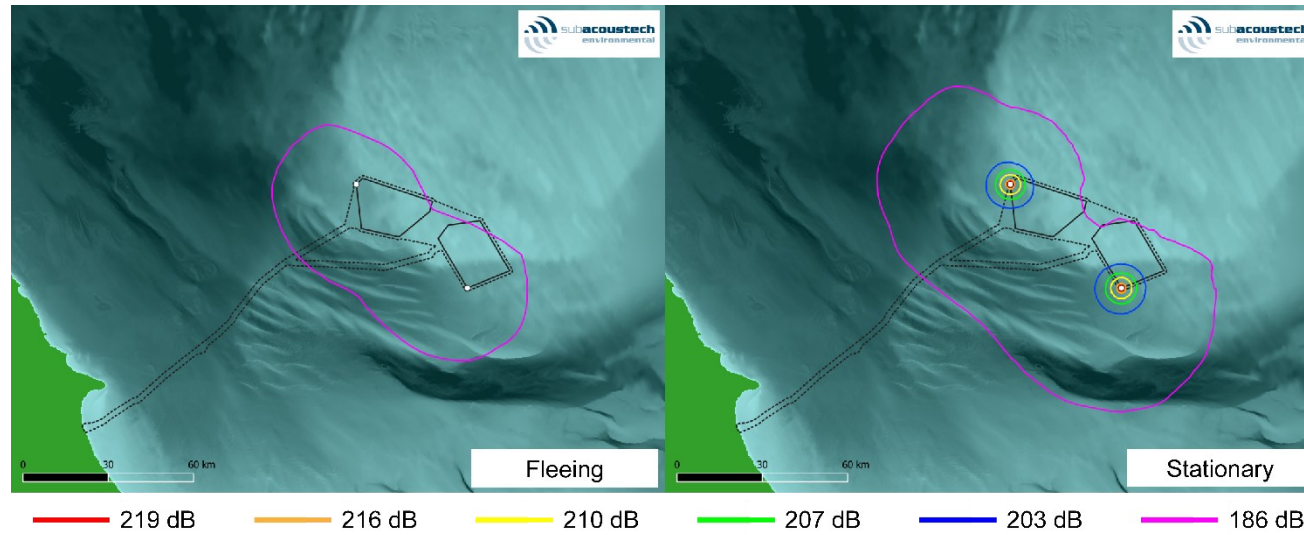 subacoustech
environmental
subacoustech
environmental
0 30 60 km
Fleeing
0 30 60 km
Stationary
219 dB 216 dB 210 dB 207 dB 203 dB 186 dB